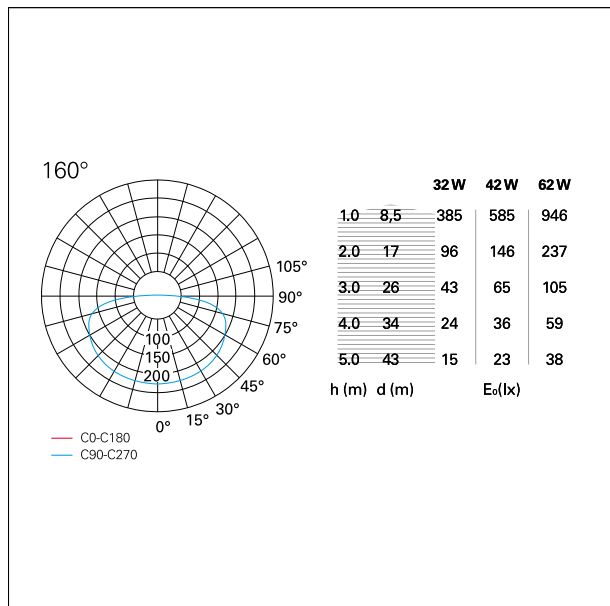 160°
105°
90°
75°
60°
45°
30°
15°
0°
100
150
200
C0-C180
C90-C270
32 W 42 W 62 W
1.0 8,5 385 585 946
2.0 17 96 146 237
3.0 26 43 65 105
4.0 34 24 36 59
5.0 43 15 23 38
h (m) d (m) E₀(lx)